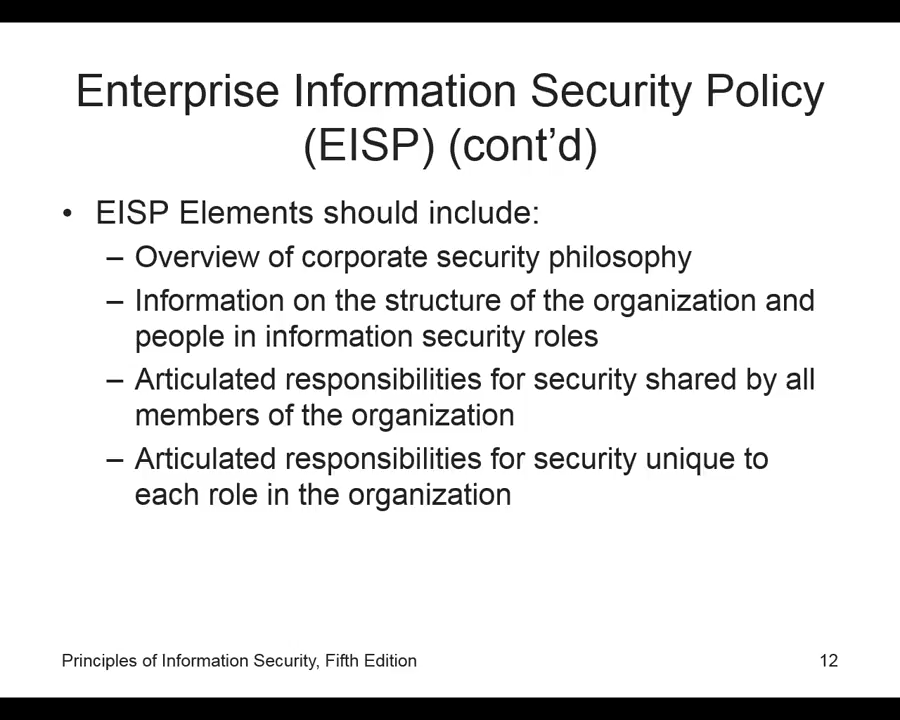 Enterprise Information Security Policy
(EISP) (cont’d)
• EISP Elements should include:
– Overview of corporate security philosophy
– Information on the structure of the organization and
people in information security roles
– Articulated responsibilities for security shared by all
members of the organization
– Articulated responsibilities for security unique to
each role in the organization
Principles of Information Security, Fifth Edition
12